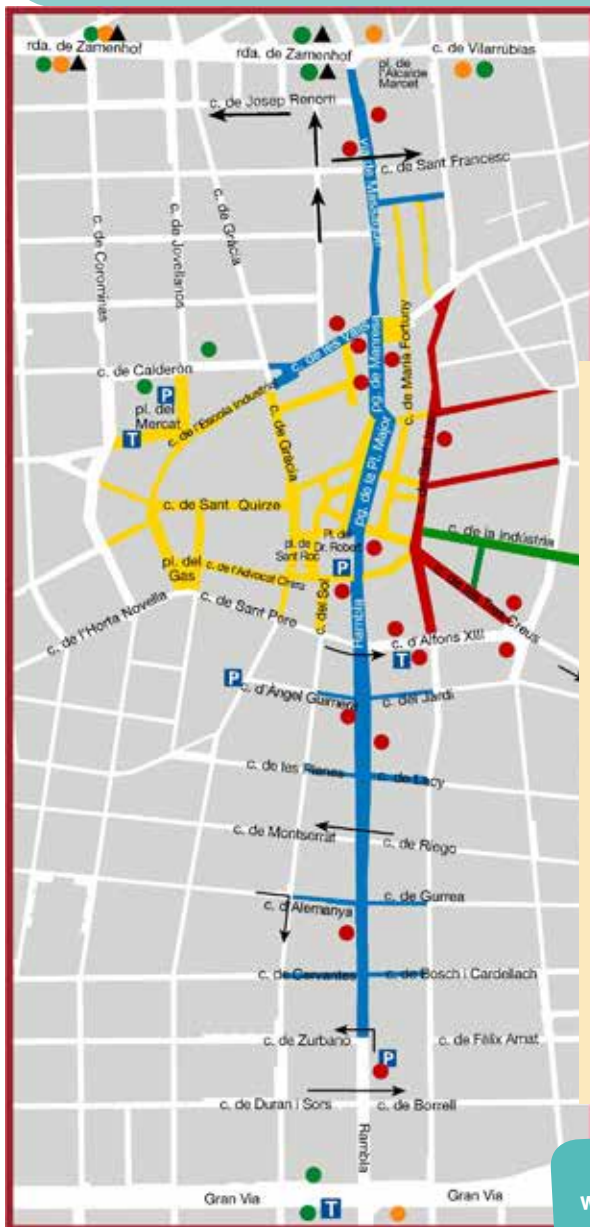 rda. de Zamenhof
rda. de Zamenhof
c. de Vilarrúbias
pl. de
l'Alcalde
Marcet
c. de Josep Renom
c. de Sant Francesc
Via de Massagué
c. de Gràcia
c. de Jovellanos
c. de Coromines
c. de Maria Fortuny
c. de les Valls
pg. de Manresa
c. de Calderón
P
pl. del
Mercat
T
c. de l'Escola Industrial
c. de Gràcia
pg. de la Pl. Major
c. de Sant Quirze
c. de la Indústria
pl. de
Sant Roc
Pl. del
Dr. Robert
P
pl. del
Gas
c. de l'Advocat Cirera
c. de Sant Pere
c. del Sol
Rambla
c. de l'Horta Novella
c. d'Alfons XIII
T
P
c. d'Àngel Guimerà
c. del Jardí
c. de les Planes
c. de Lacy
c. de Montserrat
c. de Riego
c. d'Alemanya
c. de Gurrea
c. de Cervantes
c. de Bosch i Cardellach
c. de Zurbano
P
c. de Fèlix Amat
c. de Duran i Sors
c. de Borrell
Rambla
Gran Via
T
Gran Via
w